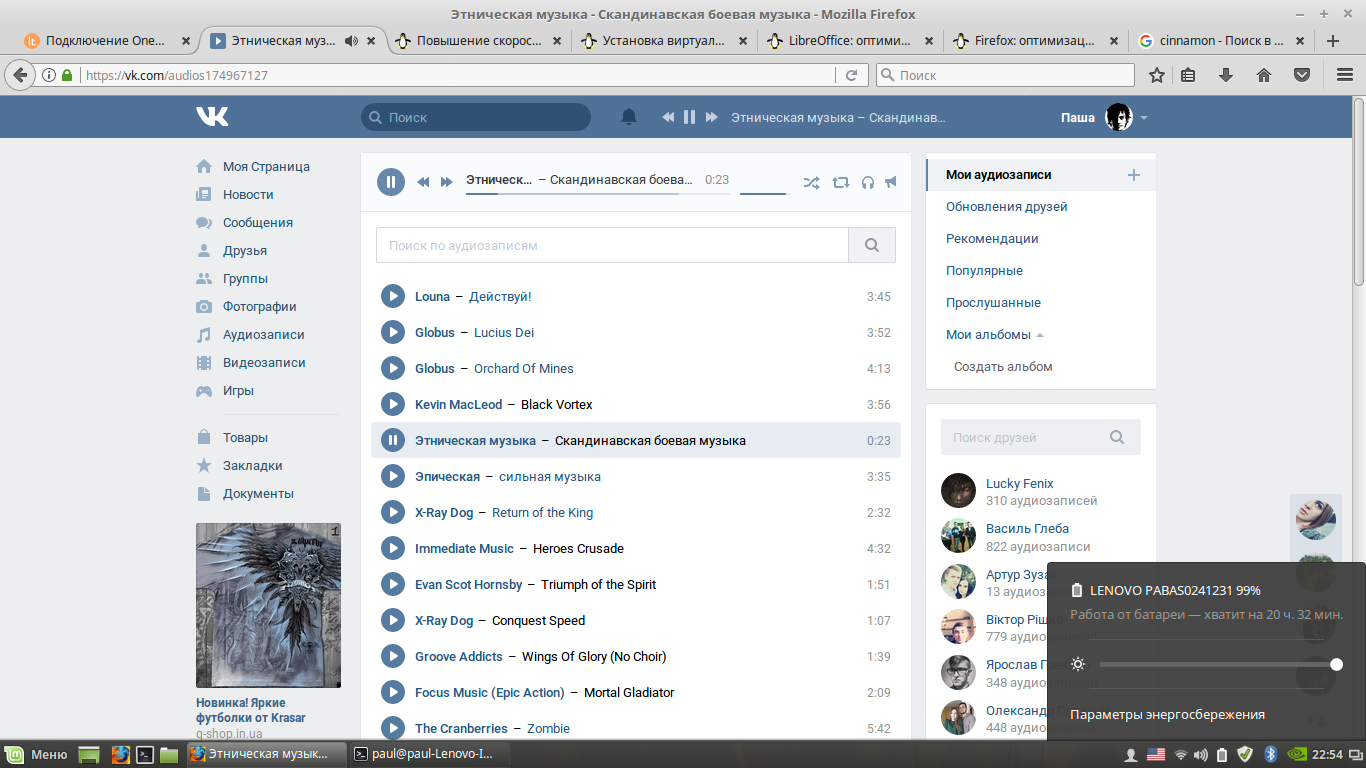 Этническая музыка - Скандинавская боевая музыка - Mozilla Firefox
Подключение One...
Этническая муз...
Повышение скорос...
Установка виртуал...
LibreOffice: оптими...
Firefox: оптимизац...
cinnamon - Поиск в ...
https://vk.com/audios174967127
Поиск
Поиск
Этническая музыка – Скандинав...
Паша
Моя Страница
Новости
Сообщения
Друзья
Группы
Фотографии
Аудиозаписи
Видеозаписи
Игры
Товары
Закладки
Документы
Новинка! Яркие
футболки от Krasar
q-shop.in.ua
Этническ... – Скандинавская боева... 0:23
Поиск по аудиозаписям
Louna – Действуй! 3:45
Globus – Lucius Dei 3:52
Globus – Orchard Of Mines 4:13
Kevin MacLeod – Black Vortex 3:56
Этническая музыка – Скандинавская боевая музыка 0:23
Эпическая – сильная музыка 3:35
X-Ray Dog – Return of the King 2:32
Immediate Music – Heroes Crusade 4:32
Evan Scot Hornsby – Triumph of the Spirit 1:51
X-Ray Dog – Conquest Speed 1:07
Groove Addicts – Wings Of Glory (No Choir) 1:39
Focus Music (Epic Action) – Mortal Gladiator 2:09
The Cranberries – Zombie 5:42
Мои аудиозаписи
Обновления друзей
Рекомендации
Популярные
Прослушанные
Мои альбомы
Создать альбом
Поиск друзей
Lucky Fenix
310 аудиозаписей
Василь Глеба
822 аудиозаписи
Артур Зуза
13 аудиоз
Віктор Рішк
779 аудио
Ярослав
348 аудио
Олександр
448 аудио
LENOVO PABAS0241231 99%
Работа от батареи — хватит на 20 ч. 32 мин.
Параметры энергосбережения
Меню
Этническая музык...
paul@paul-Lenovo-I...
22:54